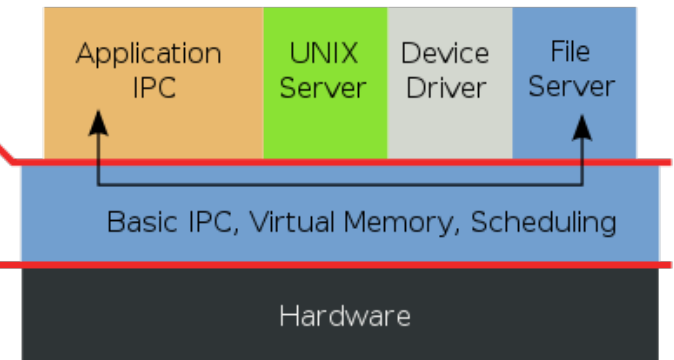 Application
IPC
UNIX
Server
Device
Driver
File
Server
Basic IPC, Virtual Memory, Scheduling
Hardware